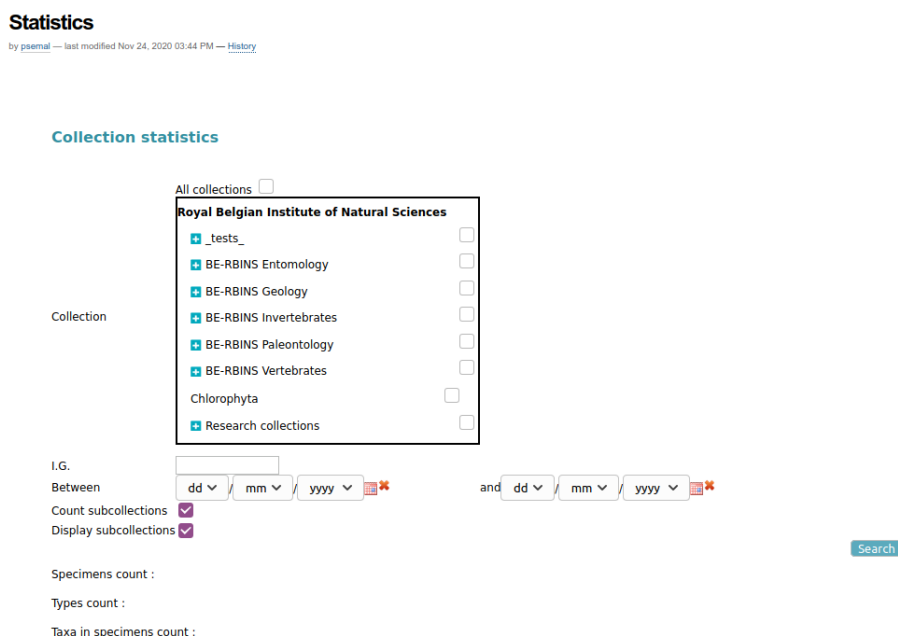 Statistics
by psemal — last modified Nov 24, 2020 03:44 PM — History
Collection statistics
All collections
Royal Belgian Institute of Natural Sciences
_tests_
BE-RBINS Entomology
BE-RBINS Geology
Collection
BE-RBINS Invertebrates
BE-RBINS Paleontology
BE-RBINS Vertebrates
Chlorophyta
Research collections
I.G.
Between dd / mm / yyyy and dd / mm / yyyy
Count subcollections
Display subcollections
Search
Specimens count :
Types count :
Taxa in specimens count :